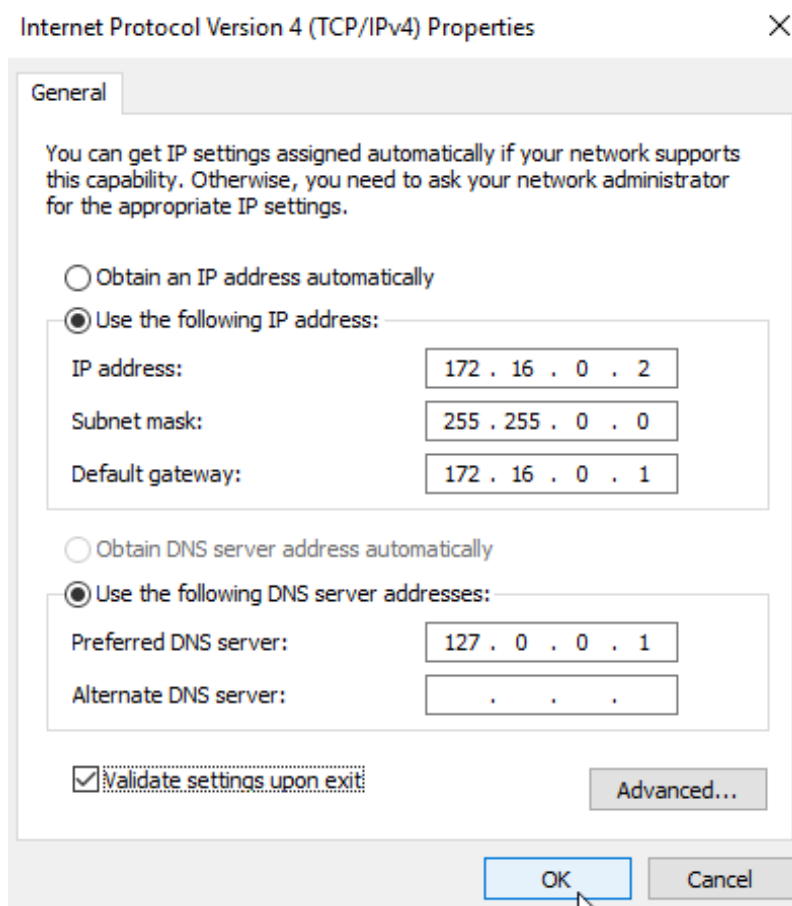 Internet Protocol Version 4 (TCP/IPv4) Properties
General
You can get IP settings assigned automatically if your network supports
this capability. Otherwise, you need to ask your network administrator
for the appropriate IP settings.
Obtain an IP address automatically
Use the following IP address:
IP address: 172 . 16 . 0 . 2
Subnet mask: 255 . 255 . 0 . 0
Default gateway: 172 . 16 . 0 . 1
Obtain DNS server address automatically
Use the following DNS server addresses:
Preferred DNS server: 127 . 0 . 0 . 1
Alternate DNS server: . . .
Validate settings upon exit
Advanced...
OK Cancel